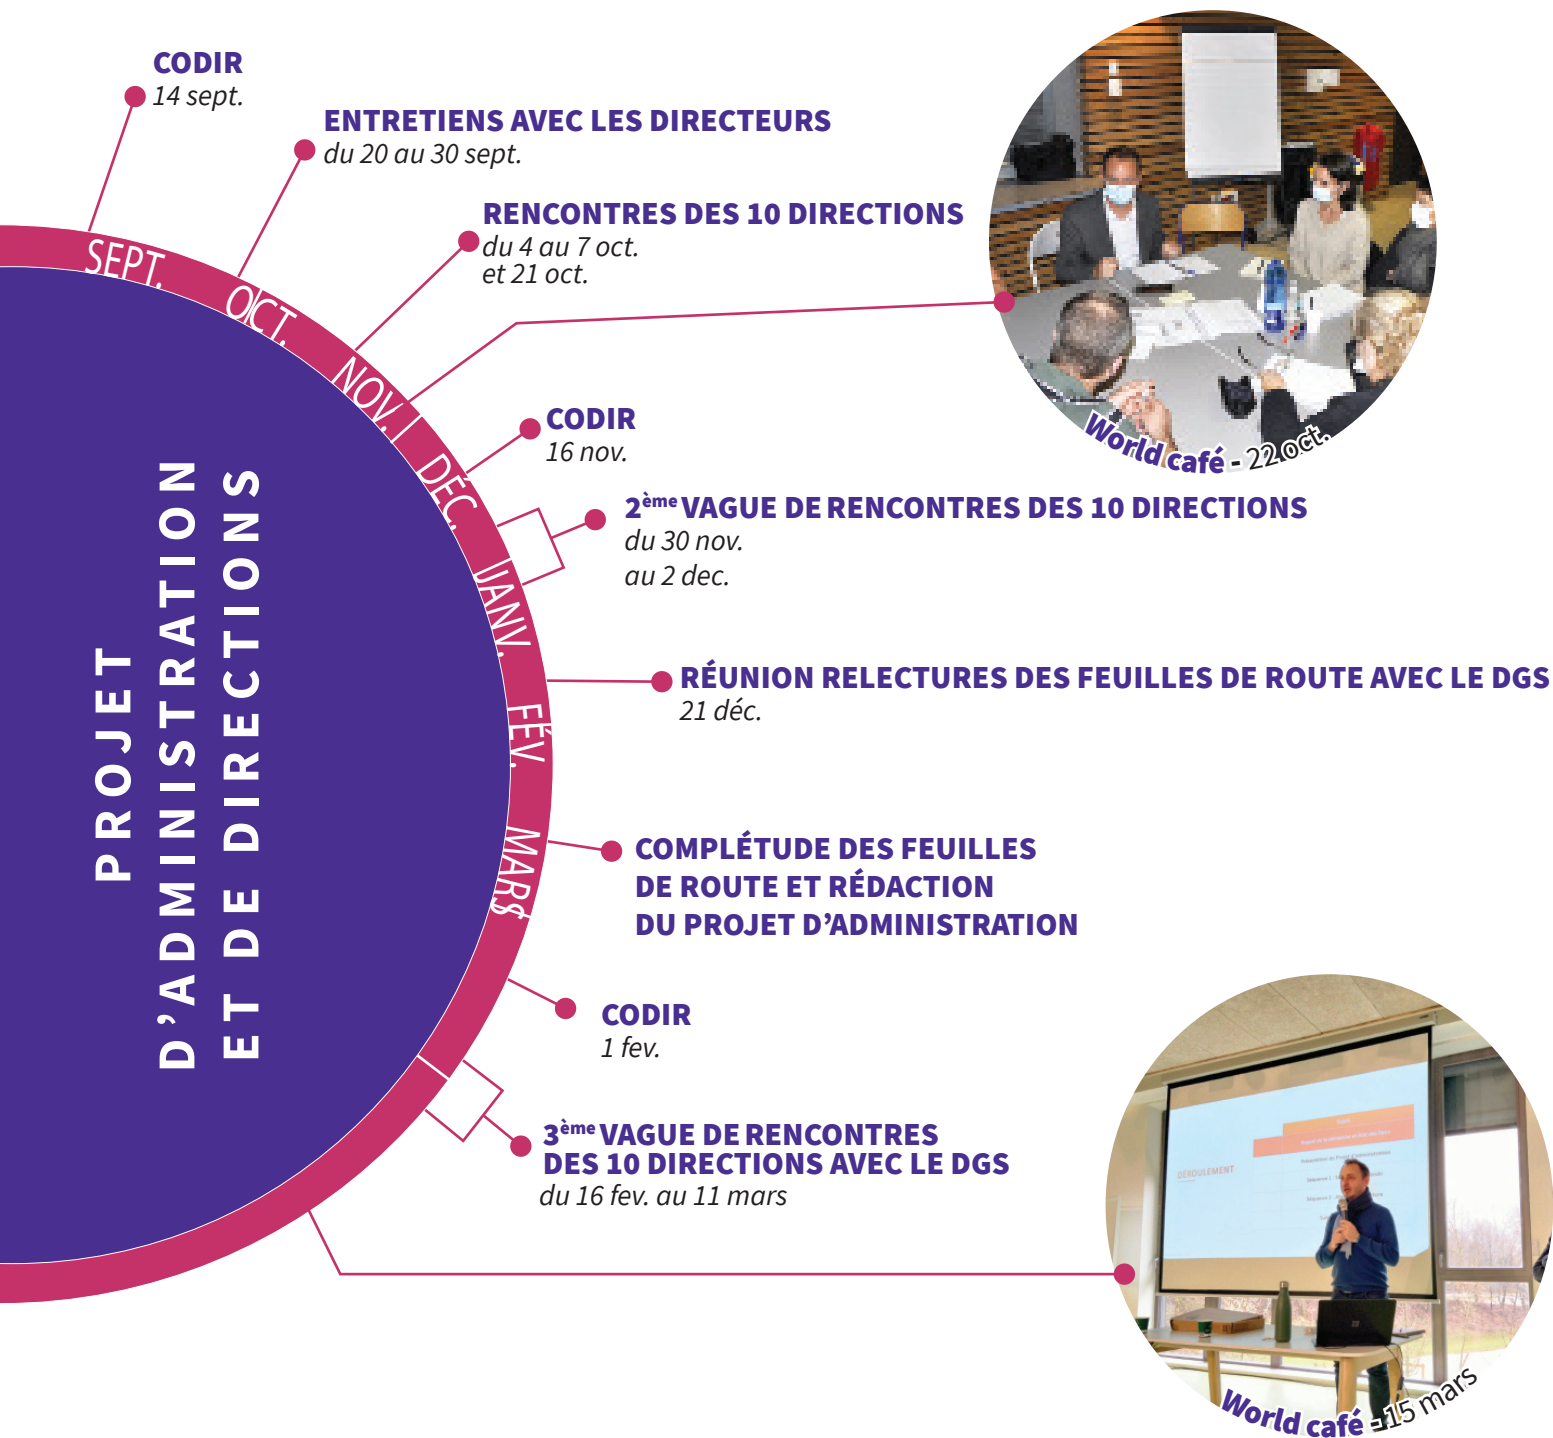 CODIR
14 sept.
ENTRETIENS AVEC LES DIRECTEURS
du 20 au 30 sept.
RENCONTRES DES 10 DIRECTIONS
du 4 au 7 oct.
et 21 oct.
World café - 22 oct.
CODIR
16 nov.
2ème VAGUE DE RENCONTRES DES 10 DIRECTIONS
du 30 nov.
au 2 dec.
RÉUNION RELECTURES DES FEUILLES DE ROUTE AVEC LE DGS
21 déc.
COMPLÉTUDE DES FEUILLES
DE ROUTE ET RÉDACTION
DU PROJET D’ADMINISTRATION
CODIR
1 fev.
3ème VAGUE DE RENCONTRES
DES 10 DIRECTIONS AVEC LE DGS
du 16 fev. au 11 mars
World café - 15 mars
SEPT.
OCT.
NOV.
DÉC.
JANV.
FÉV.
MARS
PROJET
D’ADMINISTRATION
ET DE DIRECTIONS
DÉROULEMENT